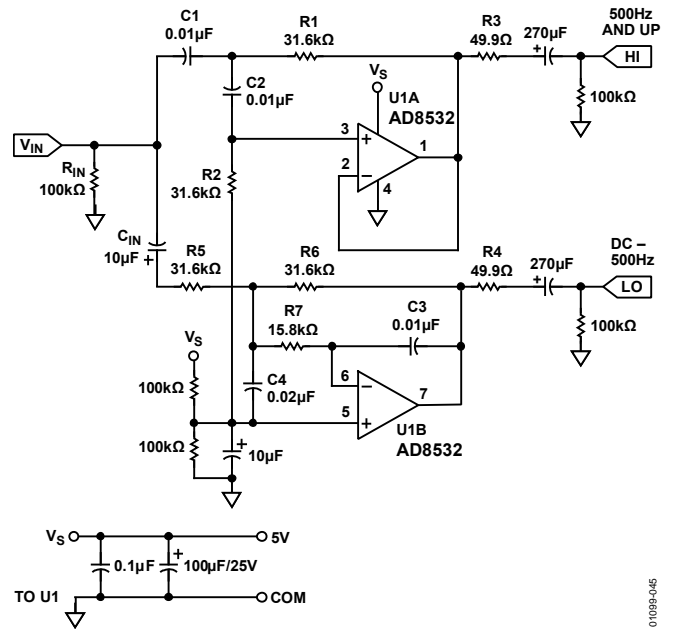 C1
0.01µF
R1
31.6kΩ
R3
49.9Ω
270µF
+
500Hz
AND UP
HI
100kΩ
C2
0.01µF
VS
U1A
AD8532
3
+
2
−
1
4
VIN
RIN
100kΩ
R2
31.6kΩ
CIN
10µF
+
R5
31.6kΩ
R6
31.6kΩ
R4
49.9Ω
270µF
+
DC –
500Hz
LO
100kΩ
R7
15.8kΩ
C3
0.01µF
VS
100kΩ
C4
0.02µF
6
−
5
+
7
U1B
AD8532
100kΩ
+
10µF
VS
5V
0.1µF
+
100µF/25V
TO U1
COM
01099-045